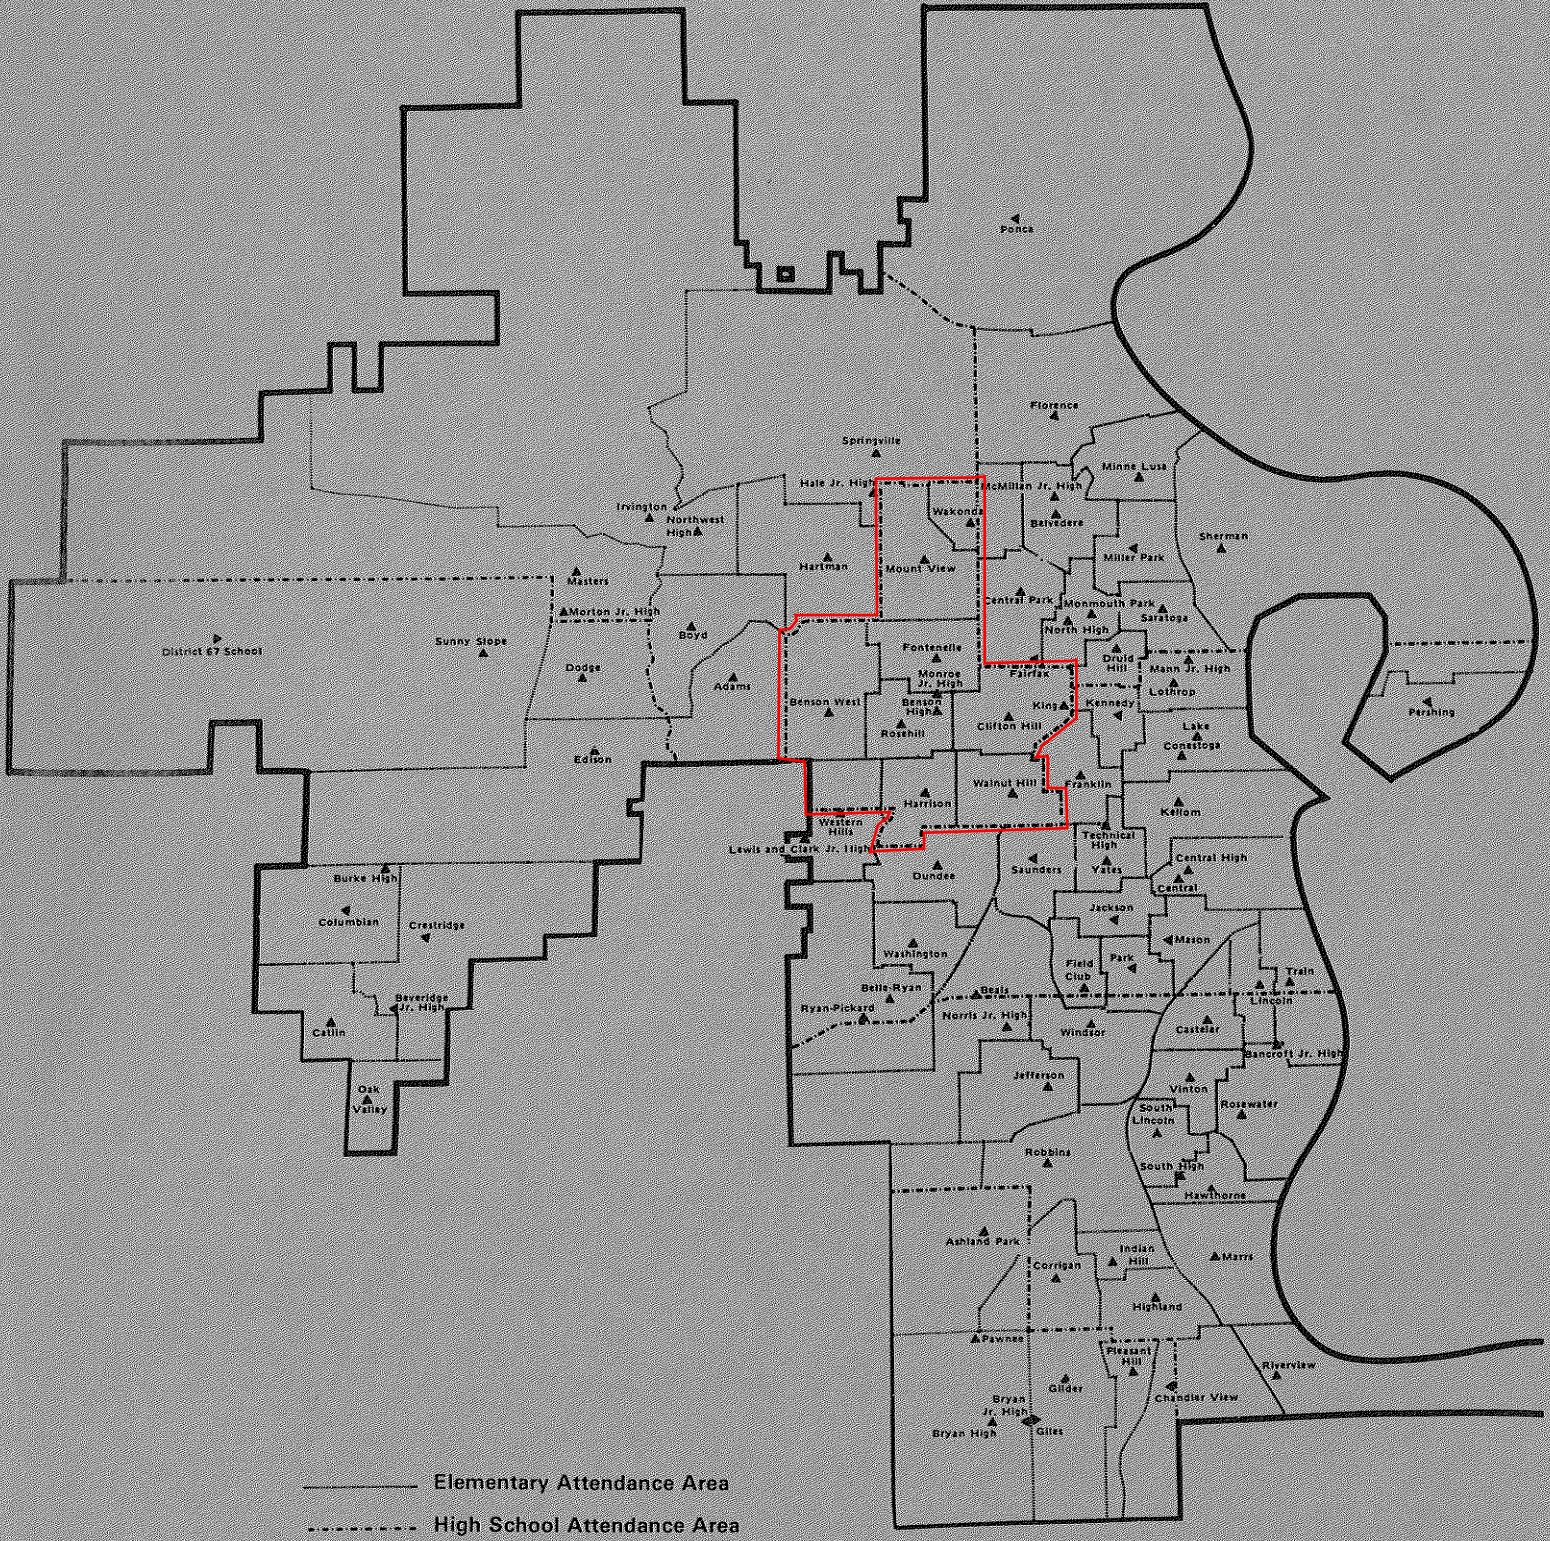 Ponca
Florence
Springville
Minne Lusa
Hale Jr. High
McMillan Jr. High
Irvington
Northwest
High
Wakonda
Belvedere
Sherman
Miller Park
Hartman
Mount View
Masters
Central Park
Monmouth Park
Morton Jr. High
Saratoga
Boyd
North High
District 67 School
Sunny Slope
Fontenelle
Druid
Hill
Mann Jr. High
Dodge
Monroe
Jr. High
Fairfax
Adams
Lothrop
Benson West
Benson
High
King
Kennedy
Pershing
Rosehill
Clifton Hill
Lake
Conestoga
Edison
Walnut Hill
Franklin
Harrison
Kellom
Western
Hills
Technical
High
Lewis and Clark Jr. High
Central High
Burke High
Dundee
Saunders
Yates
Central
Columbian
Crestridge
Jackson
Mason
Washington
Field
Club
Park
Train
Belle-Ryan
Beals
Lincoln
Beveridge
Jr. High
Ryan-Pickard
Norris Jr. High
Windsor
Castelar
Catlin
Bancroft Jr. High
Jefferson
Vinton
Oak
Valley
South
Lincoln
Rosewater
Robbins
South High
Hawthorne
Ashland Park
Indian
Hill
Marrs
Corrigan
Highland
Pawnee
Pleasant
Hill
Riverview
Gilder
Chandler View
Bryan
Jr. High
Bryan High
Giles
Elementary Attendance Area
High School Attendance Area